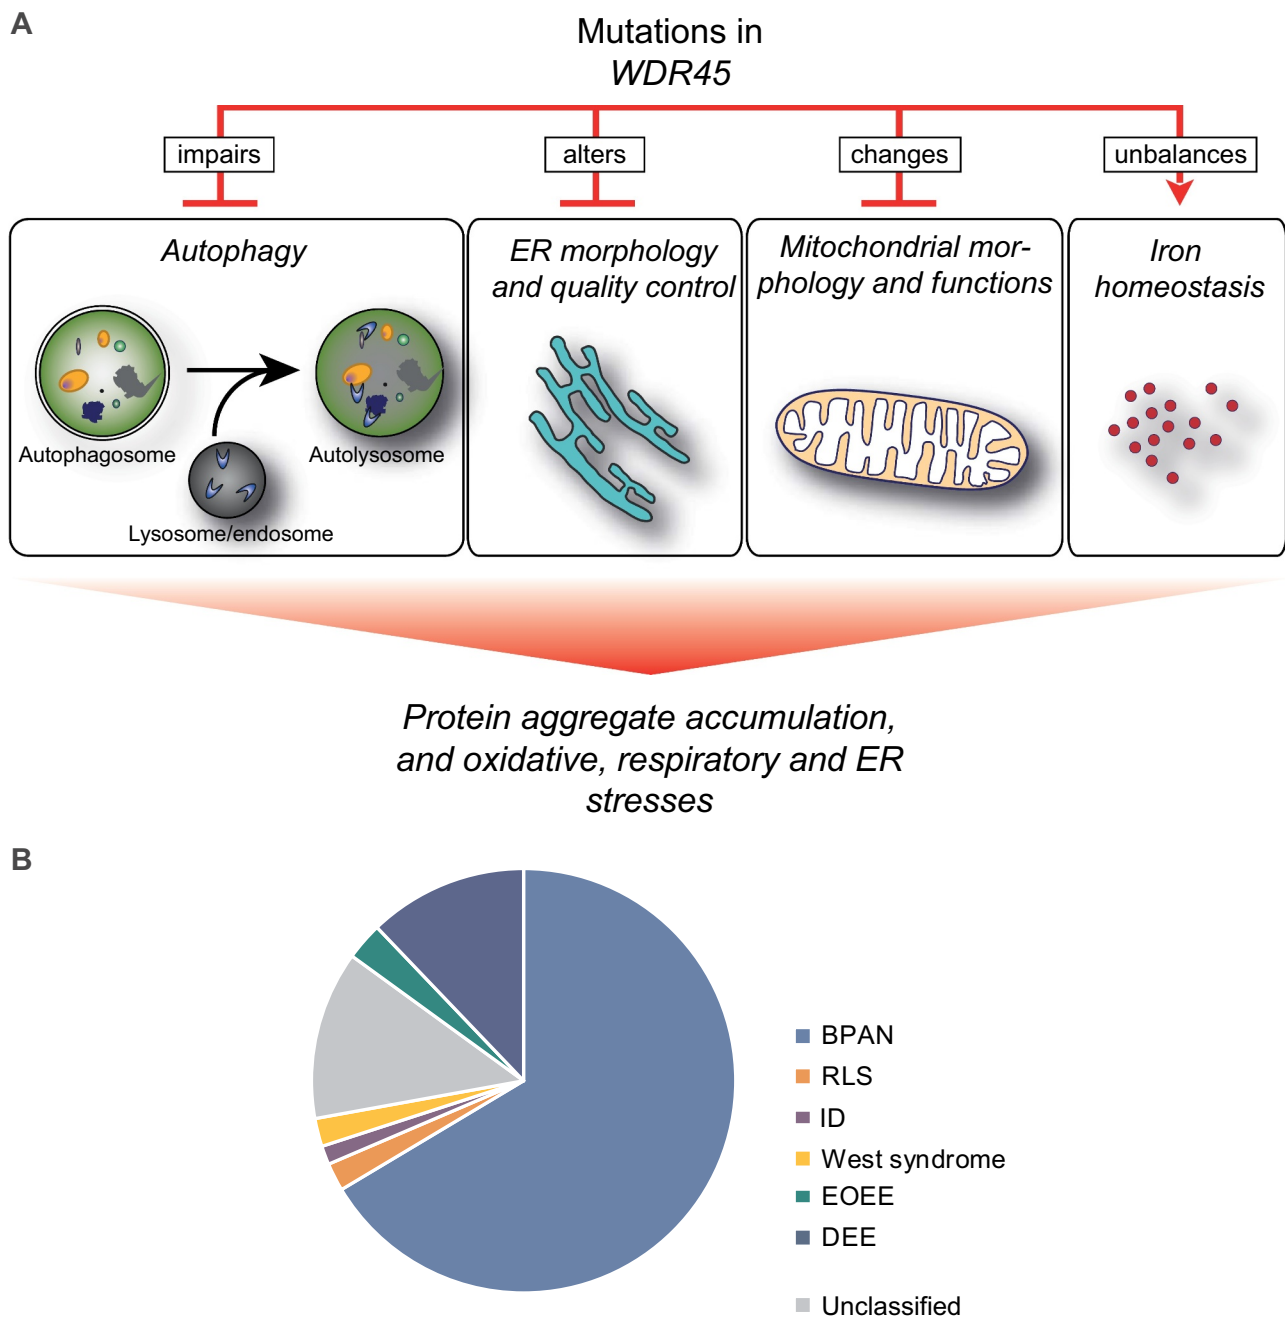 A
Mutations in
WDR45
impairs
alters
changes
unbalances
Autophagy
Autophagosome
Autolysosome
Lysosome/endosome
ER morphology
and quality control
Mitochondrial mor-
phology and functions
Iron
homeostasis
Protein aggregate accumulation,
and oxidative, respiratory and ER
stresses
B
BPAN
RLS
ID
West syndrome
EOEE
DEE
Unclassified